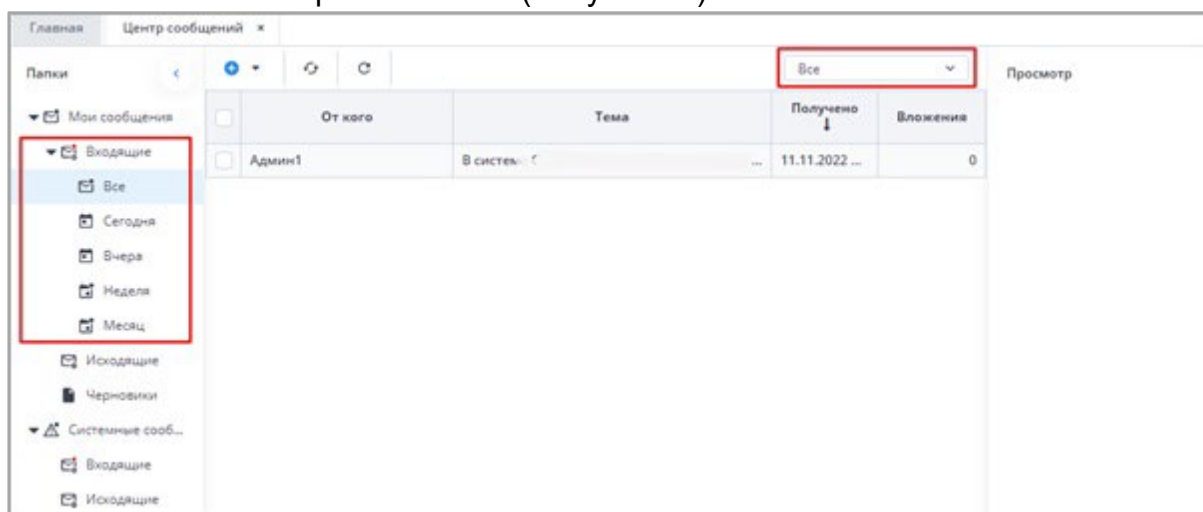 Главная Центр сообщений ×
Папки Все Просмотр
Мои сообщения От кого Тема Получено Вложения
Входящие Админ1 В систем ... 11.11.2022 ... 0
Все
Сегодня
Вчера
Неделя
Месяц
Исходящие
Черновики
Системные сооб...
Входящие
Исходящие